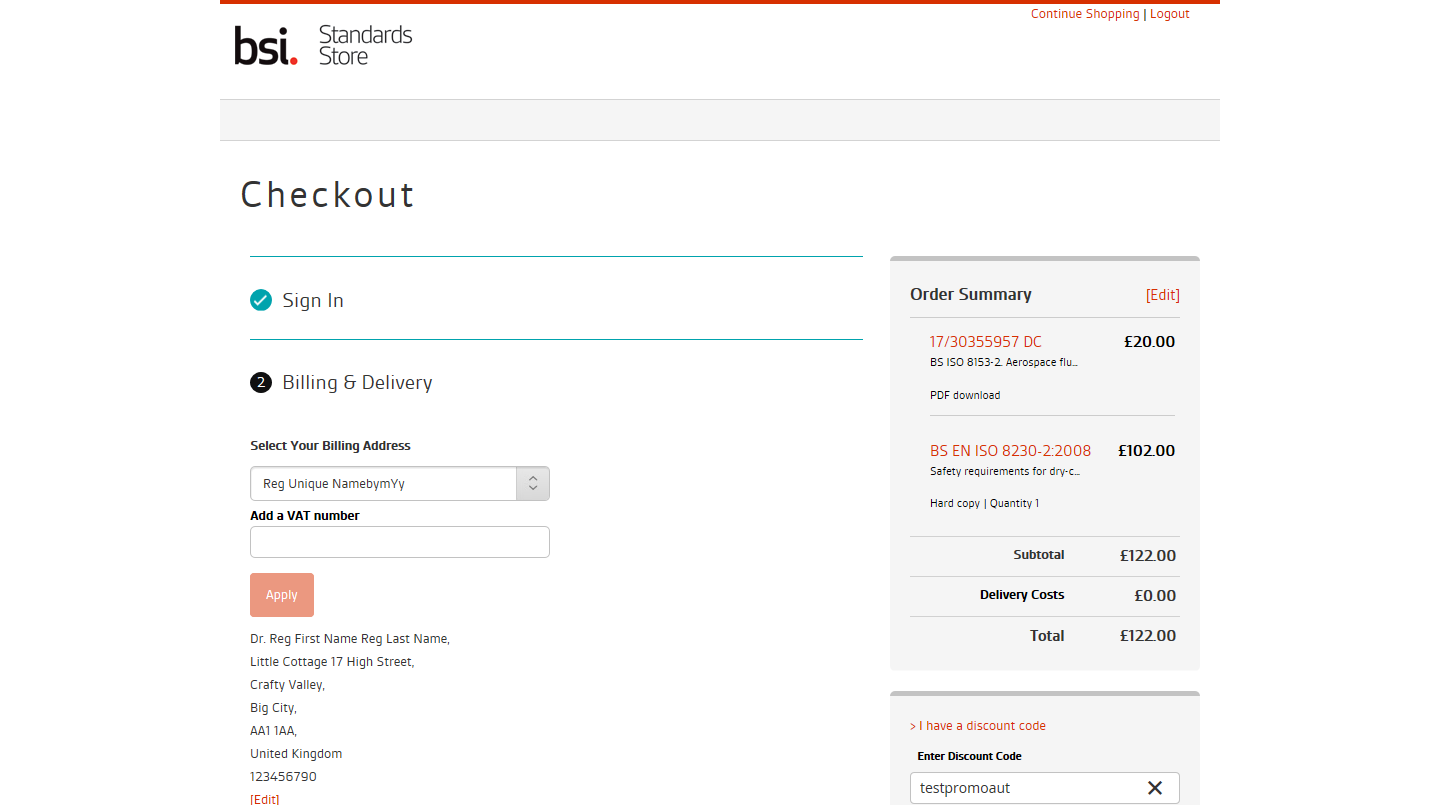 Continue Shopping | Logout
bsi. Standards
Store
Checkout
Sign In
2 Billing & Delivery
Select Your Billing Address
Reg Unique NamebymYy
Add a VAT number
Apply
Dr. Reg First Name Reg Last Name,
Little Cottage 17 High Street,
Crafty Valley,
Big City,
AA1 1AA,
United Kingdom
123456790
[Edit]
Order Summary [Edit]
17/30355957 DC £20.00
BS ISO 8153-2. Aerospace flu...
PDF download
BS EN ISO 8230-2:2008 £102.00
Safety requirements for dry-c...
Hard copy | Quantity 1
Subtotal £122.00
Delivery Costs £0.00
Total £122.00
> I have a discount code
Enter Discount Code
testpromoaut